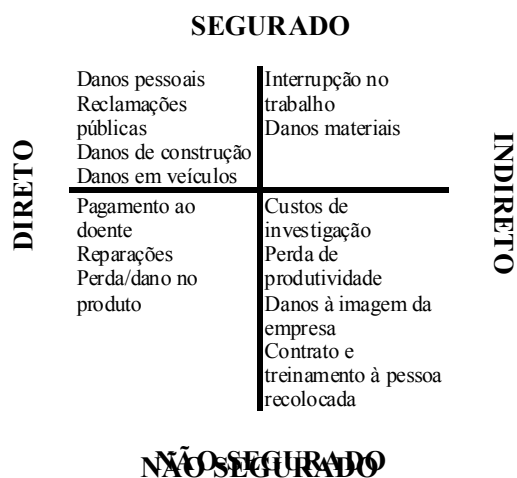 SEGURADO
Danos pessoais
Reclamações
públicas
Danos de construção
Danos em veículos
Interrupção no
trabalho
Danos materiais
DIRETO
INDIRETO
Pagamento ao
doente
Reparações
Perda/dano no
produto
Custos de
investigação
Perda de
produtividade
Danos à imagem da
empresa
Contrato e
treinamento à pessoa
recolocada
NÃO SEGURADO
NÃO SEGURADO